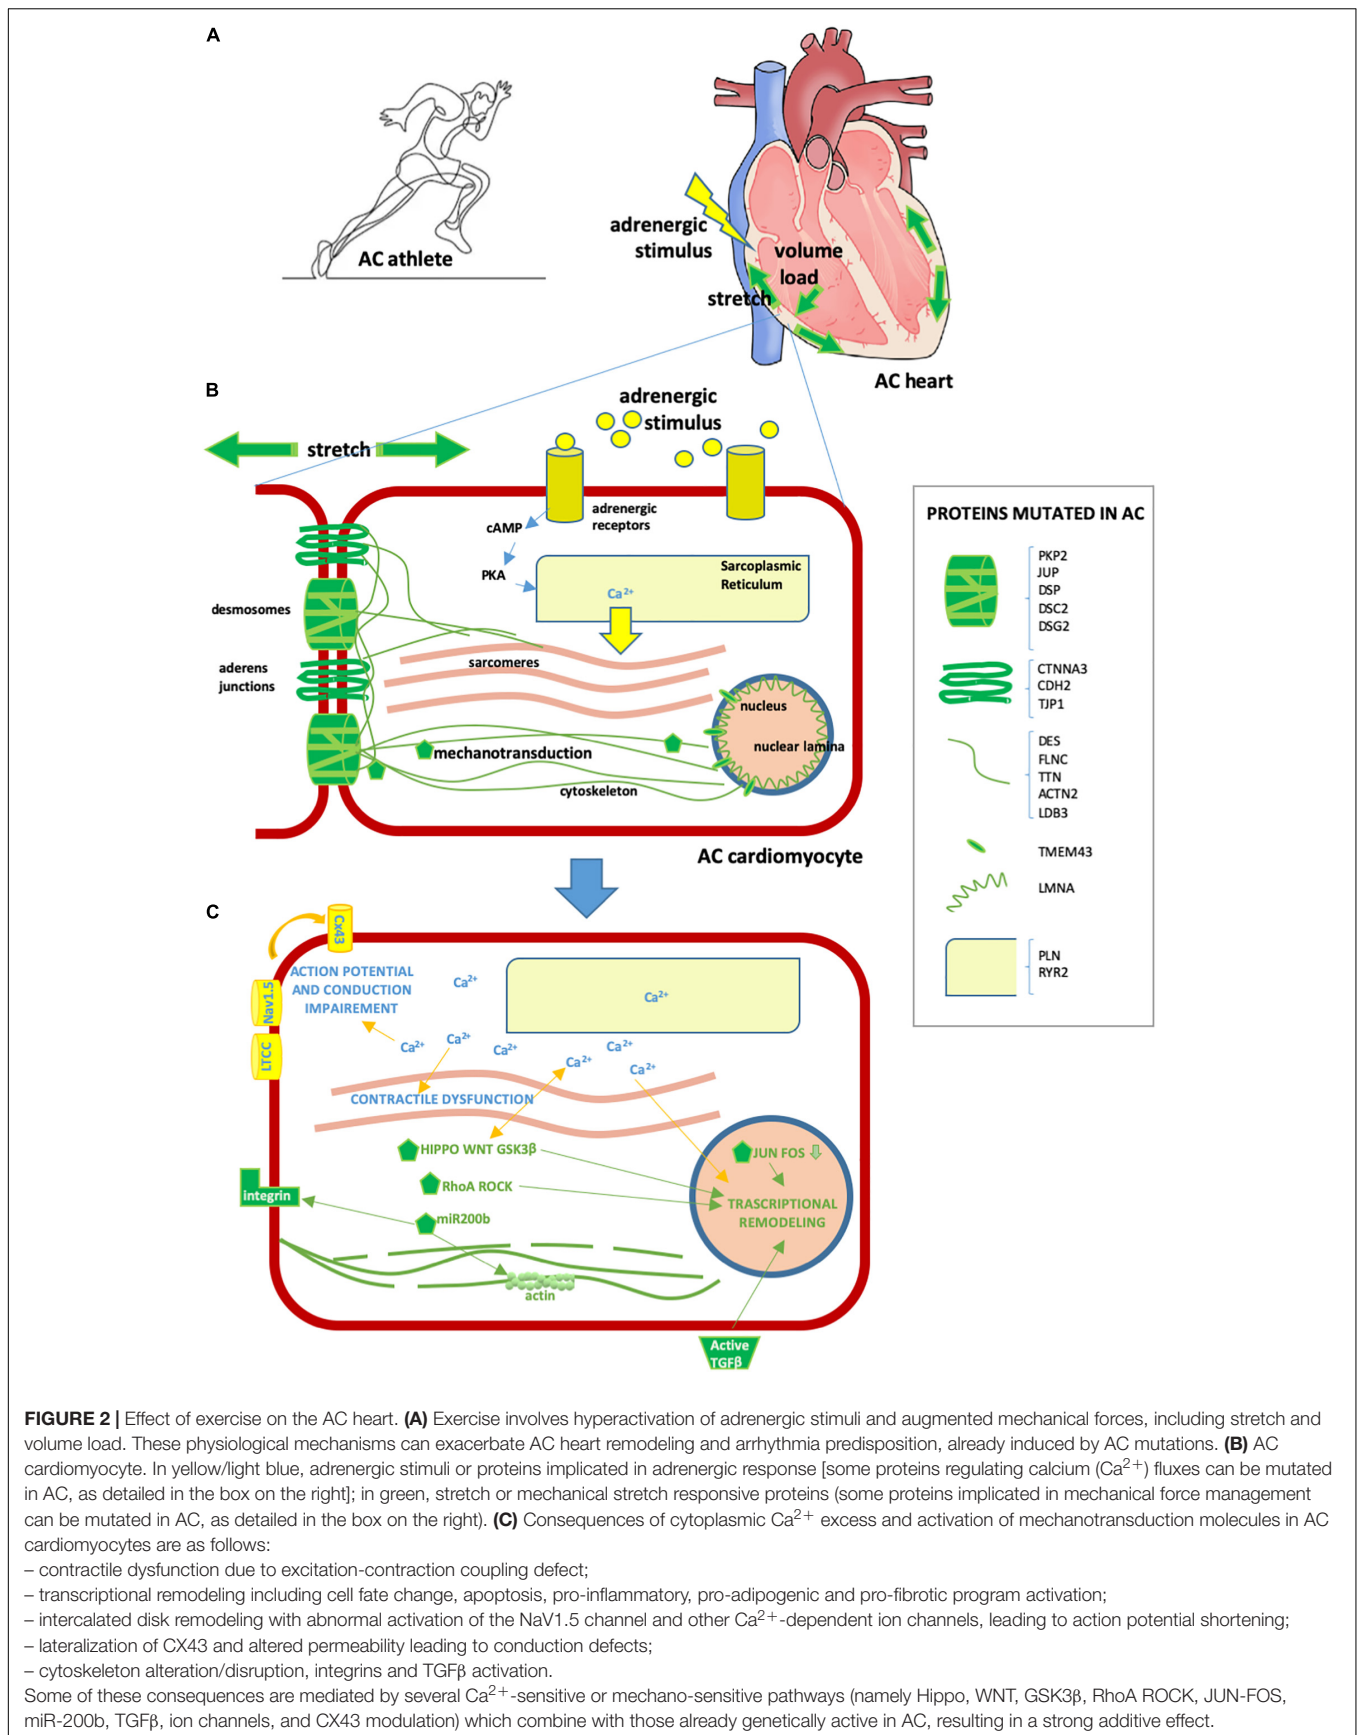 A
AC athlete
adrenergic
stimulus
volume
load
stretch
AC heart
B
adrenergic
stimulus
stretch
adrenergic
receptors
cAMP
PKA
Sarcoplasmic
Reticulum
Ca2+
desmosomes
aderens
junctions
sarcomeres
nucleus
nuclear lamina
mechanotransduction
cytoskeleton
AC cardiomyocyte
PROTEINS MUTATED IN AC
PKP2
JUP
DSP
DSC2
DSG2
CTNNA3
CDH2
TJP1
DES
FLNC
TTN
ACTN2
LDB3
TMEM43
LMNA
PLN
RYR2
C
Cx43
Nav1.5
LTCC
ACTION POTENTIAL
AND CONDUCTION
IMPAIREMENT
Ca2+
Ca2+
Ca2+
Ca2+
Ca2+
Ca2+
Ca2+
Ca2+
CONTRACTILE DYSFUNCTION
HIPPO WNT GSK3β
JUN FOS
RhoA ROCK
TRASCRIPTIONAL
REMODELING
integrin
miR200b
actin
Active
TGFβ
FIGURE 2 | Effect of exercise on the AC heart. (A) Exercise involves hyperactivation of adrenergic stimuli and augmented mechanical forces, including stretch and
volume load. These physiological mechanisms can exacerbate AC heart remodeling and arrhythmia predisposition, already induced by AC mutations. (B) AC
cardiomyocyte. In yellow/light blue, adrenergic stimuli or proteins implicated in adrenergic response [some proteins regulating calcium (Ca2+) fluxes can be mutated
in AC, as detailed in the box on the right]; in green, stretch or mechanical stretch responsive proteins (some proteins implicated in mechanical force management
can be mutated in AC, as detailed in the box on the right). (C) Consequences of cytoplasmic Ca2+ excess and activation of mechanotransduction molecules in AC
cardiomyocytes are as follows:
– contractile dysfunction due to excitation-contraction coupling defect;
– transcriptional remodeling including cell fate change, apoptosis, pro-inflammatory, pro-adipogenic and pro-fibrotic program activation;
– intercalated disk remodeling with abnormal activation of the NaV1.5 channel and other Ca2+-dependent ion channels, leading to action potential shortening;
– lateralization of CX43 and altered permeability leading to conduction defects;
– cytoskeleton alteration/disruption, integrins and TGFβ activation.
Some of these consequences are mediated by several Ca2+-sensitive or mechano-sensitive pathways (namely Hippo, WNT, GSK3β, RhoA ROCK, JUN-FOS,
miR-200b, TGFβ, ion channels, and CX43 modulation) which combine with those already genetically active in AC, resulting in a strong additive effect.